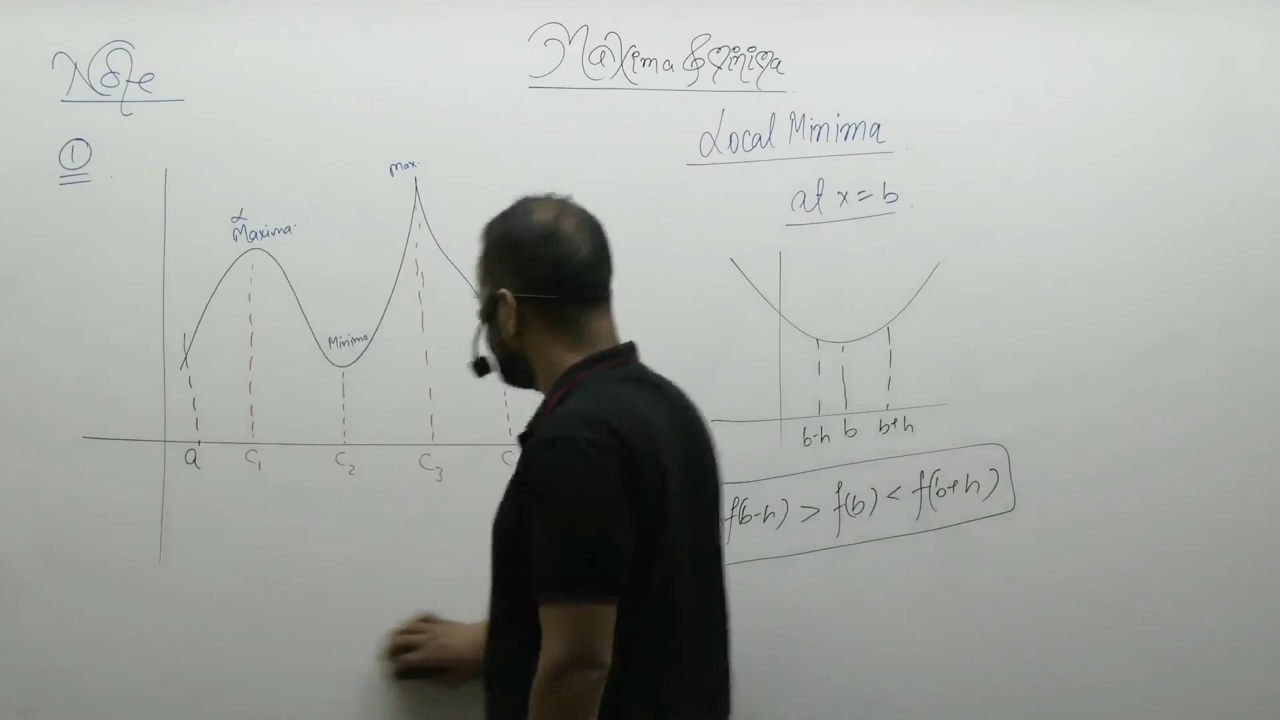 Note
Maxima & Minima
①
Local Minima
at x = b
max.
L
Maxima.
Minima
a C₁ C₂ C₃ C
b-h b b+h
f(b-h) > f(b) < f(b+h)